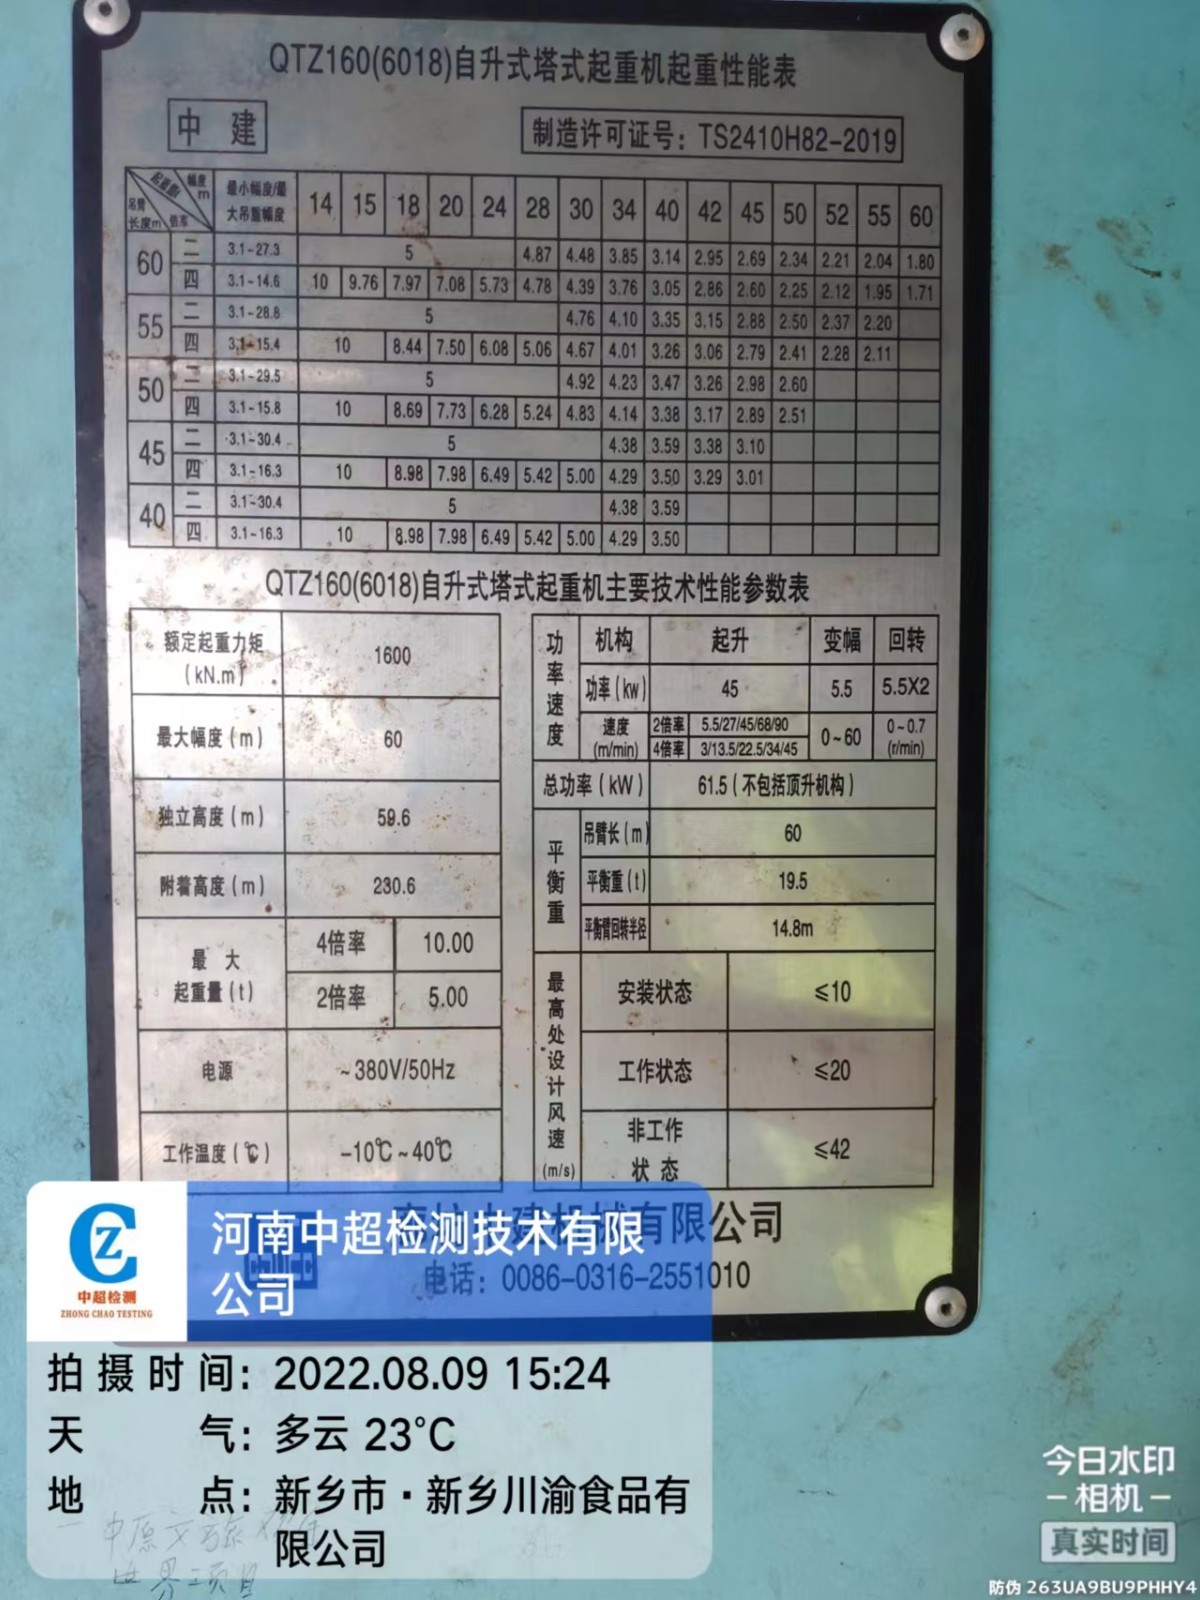 QTZ160(6018)自升式塔式起重机起重性能表
中 建
制造许可证号：TS2410H82-2019
起重量t 幅度m 吊臂长度m 倍率 最小幅度/最大吊重幅度 14 15 18 20 24 28 30 34 40 42 45 50 52 55 60
60 二 3.1-27.3 5 4.87 4.48 3.85 3.14 2.95 2.69 2.34 2.21 2.04 1.80
四 3.1-14.6 10 9.76 7.97 7.08 5.73 4.78 4.39 3.76 3.05 2.86 2.60 2.25 2.12 1.95 1.71
55 二 3.1-28.8 5 4.76 4.10 3.35 3.15 2.88 2.50 2.37 2.20
四 3.1-15.4 10 8.44 7.50 6.08 5.06 4.67 4.01 3.26 3.06 2.79 2.41 2.28 2.11
50 二 3.1-29.5 5 4.92 4.23 3.47 3.26 2.98 2.60
四 3.1-15.8 10 8.69 7.73 6.28 5.24 4.83 4.14 3.38 3.17 2.89 2.51
45 二 3.1-30.4 5 4.38 3.59 3.38 3.10
四 3.1-16.3 10 8.98 7.98 6.49 5.42 5.00 4.29 3.50 3.29 3.01
40 二 3.1-30.4 5 4.38 3.59
四 3.1-16.3 10 8.98 7.98 6.49 5.42 5.00 4.29 3.50
QTZ160(6018)自升式塔式起重机主要技术性能参数表
额定起重力矩(kN.m) 1600
最大幅度(m) 60
独立高度(m) 59.6
附着高度(m) 230.6
最大起重量(t) 4倍率 10.00
2倍率 5.00
电源 ~380V/50Hz
工作温度(℃) -10℃~40℃
功率速度 机构 起升 变幅 回转
功率(kw) 45 5.5 5.5X2
速度(m/min) 2倍率 5.5/27/45/68/90 0~60 0~0.7(r/min)
4倍率 3/13.5/22.5/34/45
总功率(kW) 61.5(不包括顶升机构)
平衡重 吊臂长(m) 60
平衡重(t) 19.5
平衡臂回转半径 14.8m
最高处设计风速(m/s) 安装状态 ≤10
工作状态 ≤20
非工作状态 ≤42
建机械有限公司
电话：0086-0316-2551010
中超检测
ZHONG CHAO TESTING
河南中超检测技术有限
公司
拍摄时间：2022.08.09 15:24
天气：多云 23°C
地点：新乡市·新乡川渝食品有
限公司
中原文旅
世界项目
今日水印
相机
真实时间
防伪 263UA9BU9PHHY4